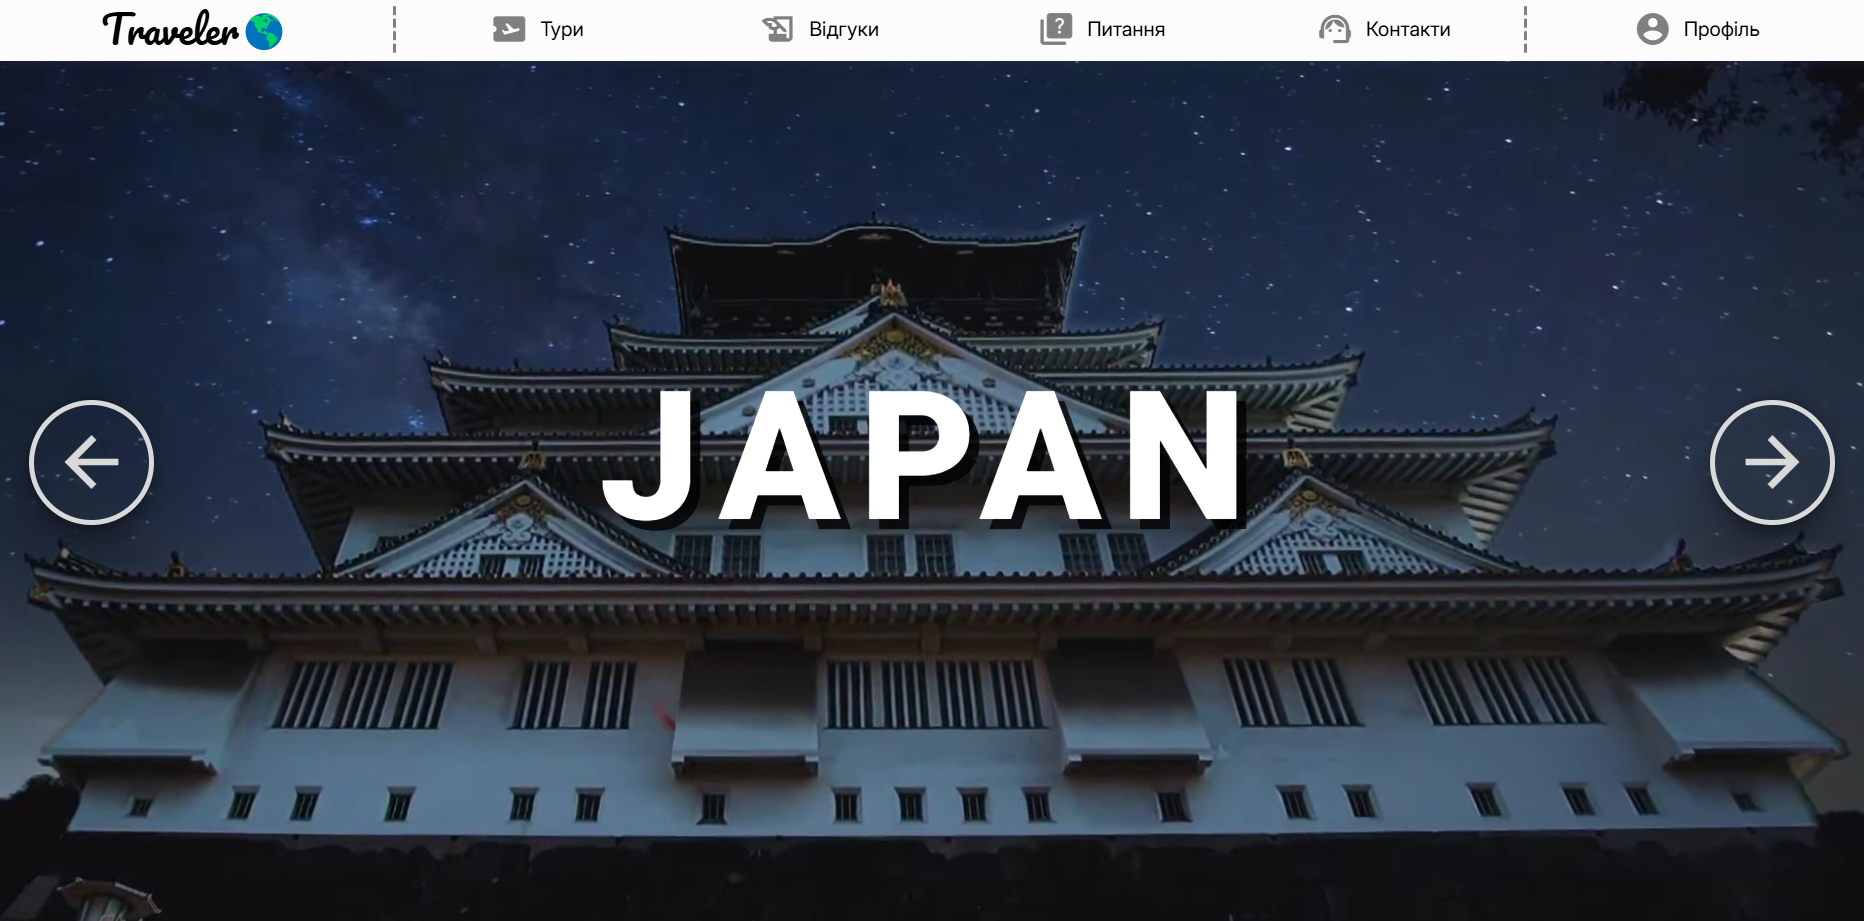 Traveler
Тури
Відгуки
Питання
Контакти
Профіль
JAPAN